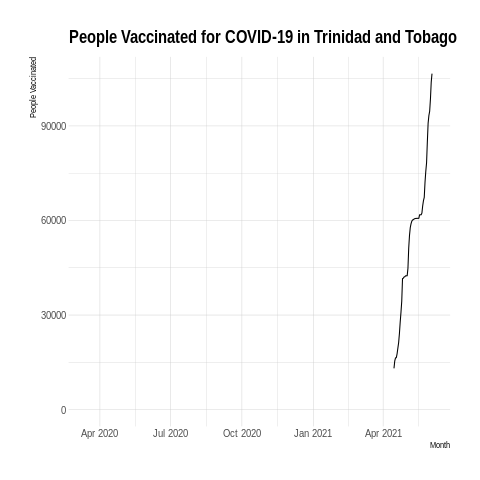 People Vaccinated for COVID-19 in Trinidad and Tobago
People Vaccinated
90000
60000
30000
0
Apr 2020 Jul 2020 Oct 2020 Jan 2021 Apr 2021
Month